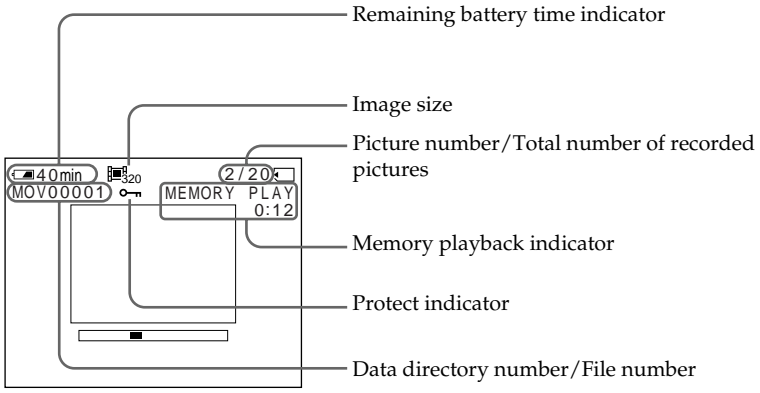 Remaining battery time indicator
Image size
Picture number/Total number of recorded
pictures
40min
320
2/20
MOV00001
MEMORY PLAY
0:12
Memory playback indicator
Protect indicator
Data directory number/File number